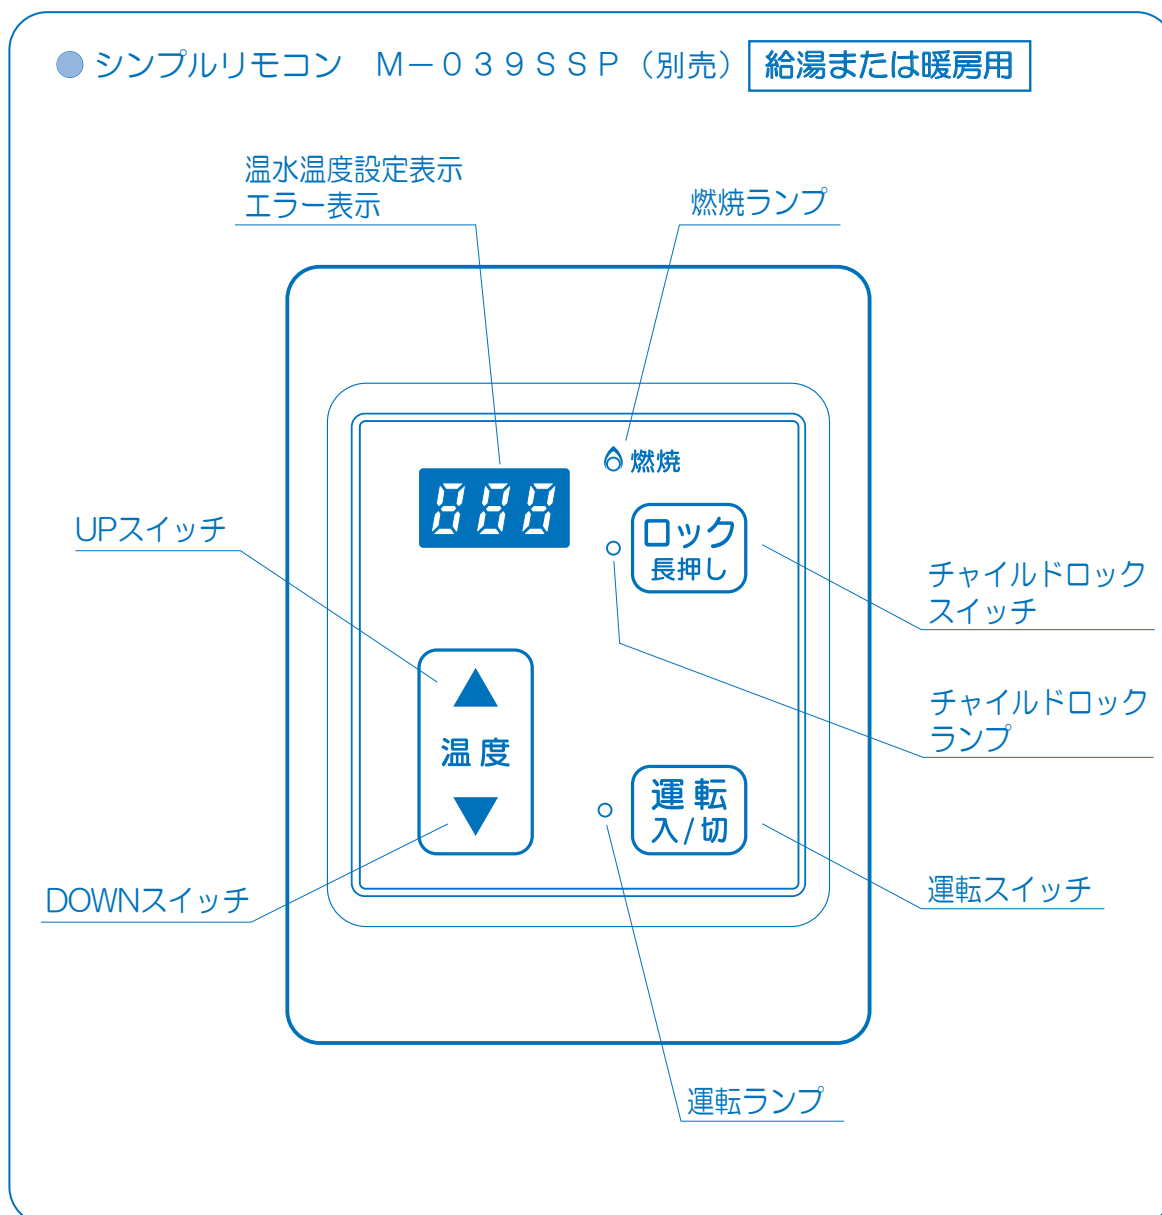 シンプルリモコン　M－039SSP（別売） 給湯または暖房用
温水温度設定表示
エラー表示
燃焼ランプ
燃焼
888
UPスイッチ
ロック
長押し
チャイルドロック
スイッチ
チャイルドロック
ランプ
温度
運転
入/切
DOWNスイッチ
運転スイッチ
運転ランプ